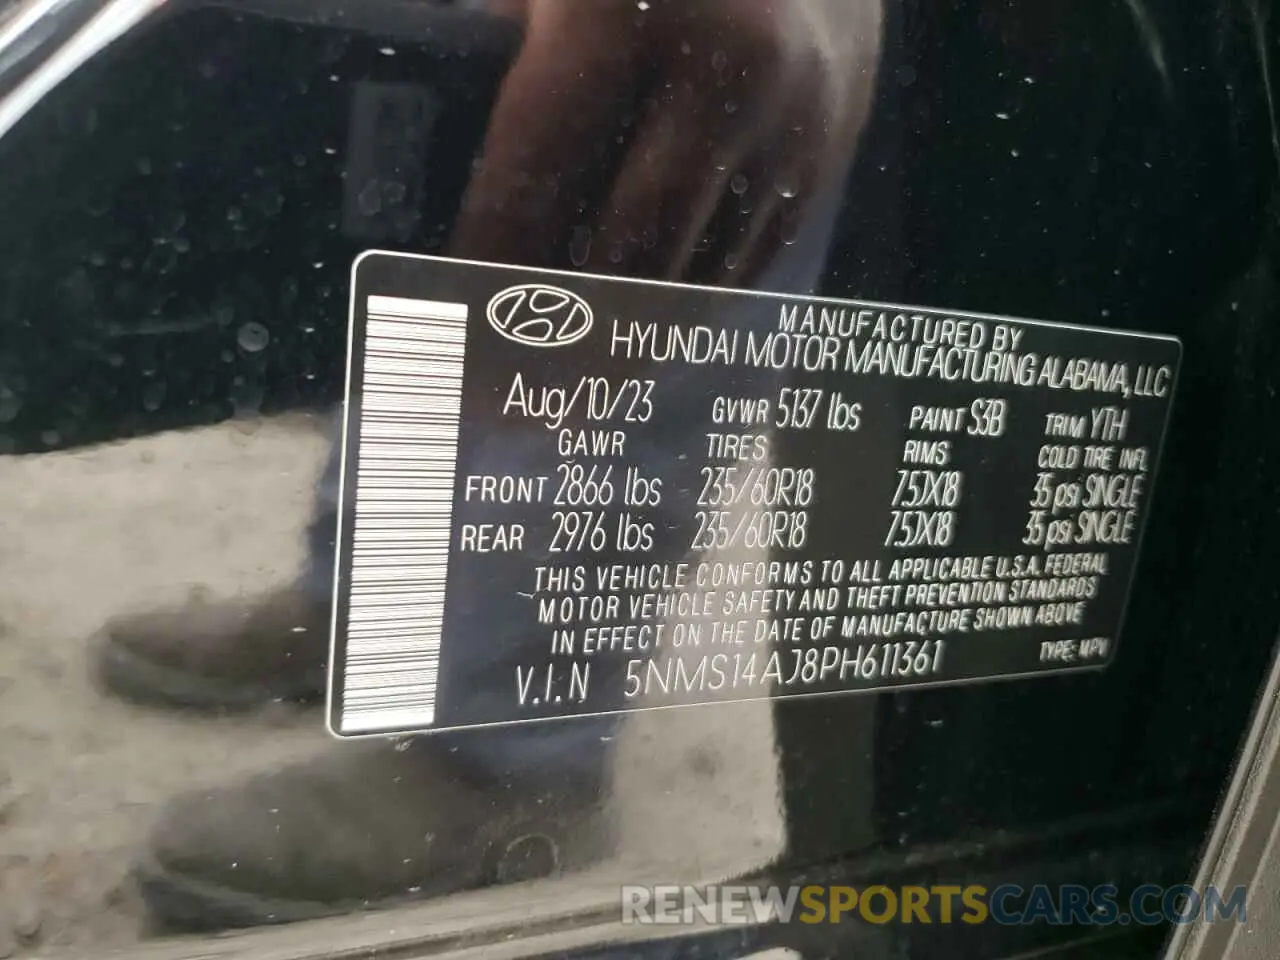 MANUFACTURED BY
HYUNDAI MOTOR MANUFACTURING ALABAMA, LLC
Aug/10/23 GVWR 5137 lbs PAINT S3B TRIM YTH
GAWR TIRES RIMS COLD TIRE INFL
FRONT 2866 lbs 235/60R18 7.5JX18 35 psi SINGLE
REAR 2976 lbs 235/60R18 7.5JX18 35 psi SINGLE
THIS VEHICLE CONFORMS TO ALL APPLICABLE U.S.A. FEDERAL
MOTOR VEHICLE SAFETY AND THEFT PREVENTION STANDARDS
IN EFFECT ON THE DATE OF MANUFACTURE SHOWN ABOVE
V.I.N 5NMS14AJ8PH611361 TYPE: MPV
RENEWSPORTSCARS.COM